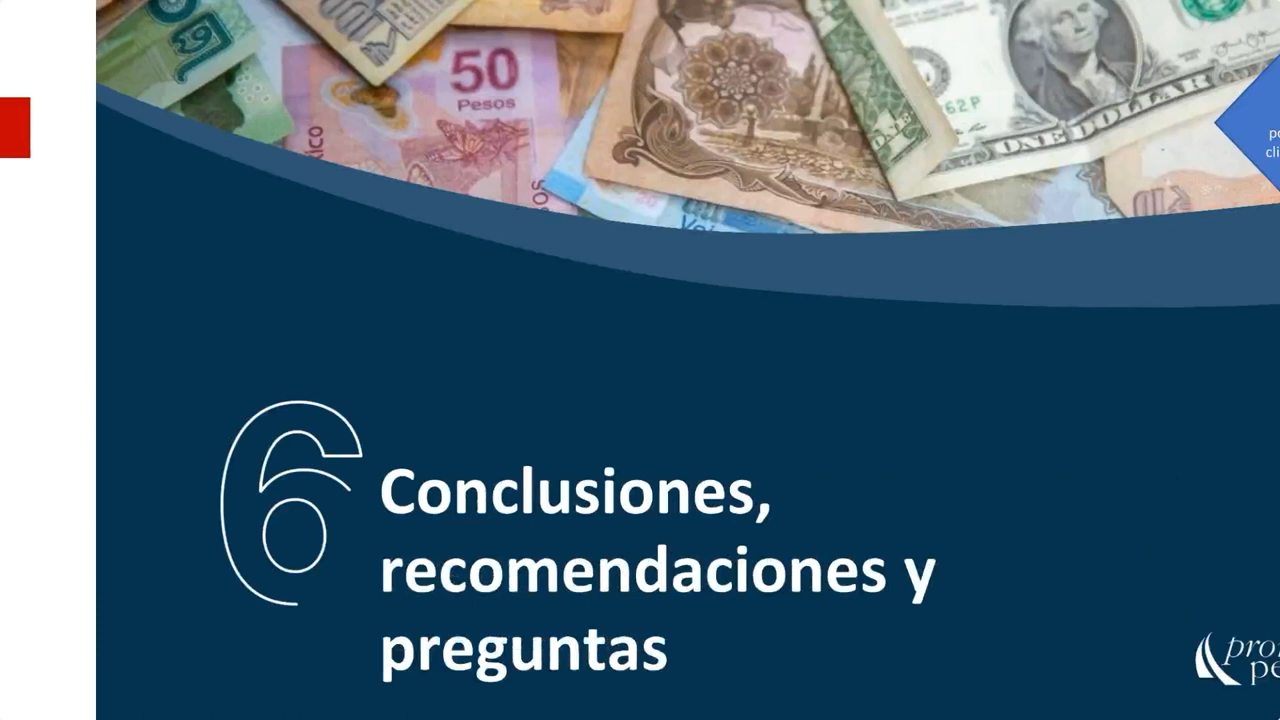 50
Pesos
ONE DOLLAR
6
Conclusiones,
recomendaciones y
preguntas